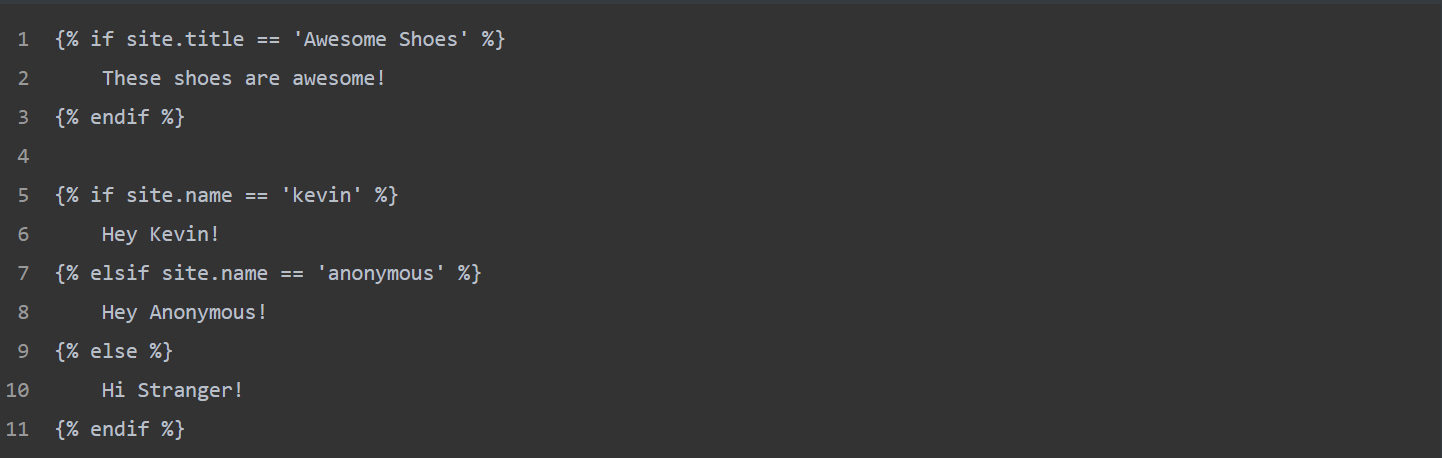 1 {% if site.title == 'Awesome Shoes' %}
2     These shoes are awesome!
3 {% endif %}
4
5 {% if site.name == 'kevin' %}
6     Hey Kevin!
7 {% elsif site.name == 'anonymous' %}
8     Hey Anonymous!
9 {% else %}
10     Hi Stranger!
11 {% endif %}